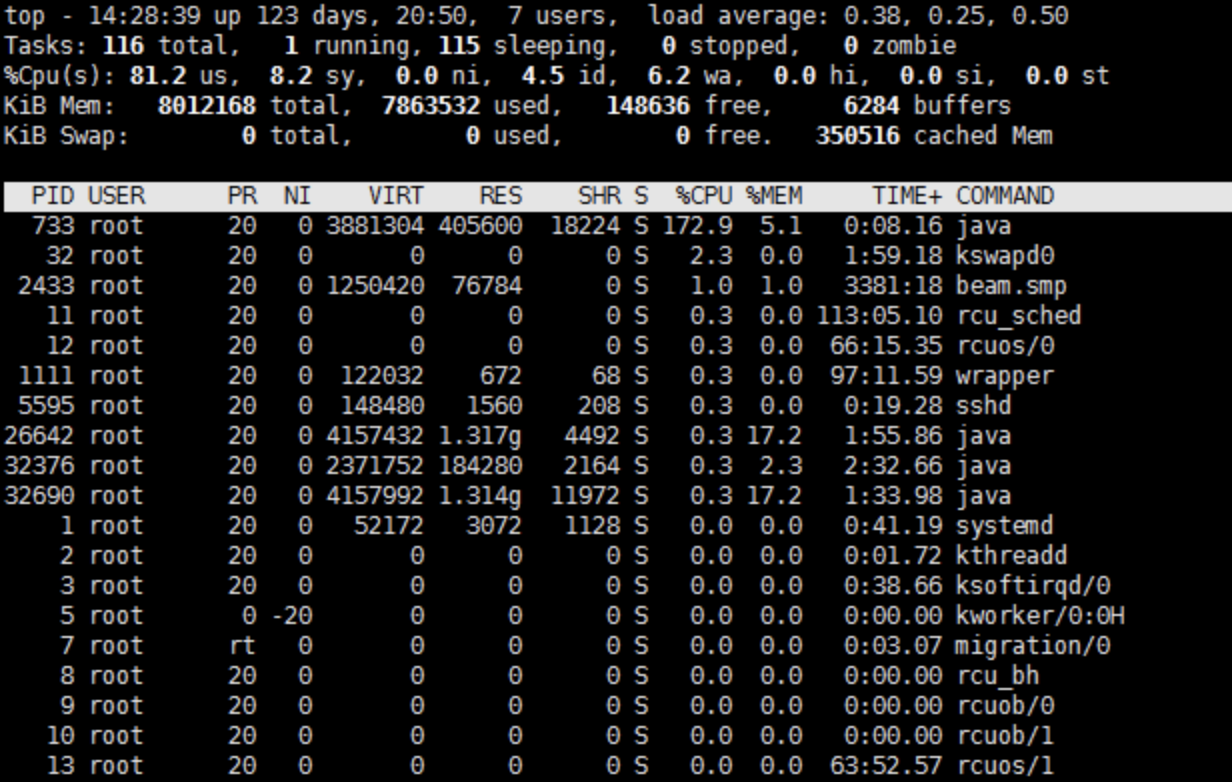 top - 14:28:39 up 123 days, 20:50,  7 users,  load average: 0.38, 0.25, 0.50
Tasks: 116 total,   1 running, 115 sleeping,   0 stopped,   0 zombie
%Cpu(s): 81.2 us,  8.2 sy,  0.0 ni,  4.5 id,  6.2 wa,  0.0 hi,  0.0 si,  0.0 st
KiB Mem:   8012168 total,  7863532 used,   148636 free,     6284 buffers
KiB Swap:        0 total,        0 used,        0 free.   350516 cached Mem
  PID USER      PR  NI    VIRT    RES    SHR S  %CPU %MEM     TIME+ COMMAND
  733 root      20   0 3881304 405600  18224 S 172.9  5.1   0:08.16 java
   32 root      20   0       0      0      0 S   2.3  0.0   1:59.18 kswapd0
 2433 root      20   0 1250420  76784      0 S   1.0  1.0   3381:18 beam.smp
   11 root      20   0       0      0      0 S   0.3  0.0 113:05.10 rcu_sched
   12 root      20   0       0      0      0 S   0.3  0.0  66:15.35 rcuos/0
 1111 root      20   0  122032    672     68 S   0.3  0.0  97:11.59 wrapper
 5595 root      20   0  148480   1560    208 S   0.3  0.0   0:19.28 sshd
26642 root      20   0 4157432 1.317g   4492 S   0.3 17.2   1:55.86 java
32376 root      20   0 2371752 184280   2164 S   0.3  2.3   2:32.66 java
32690 root      20   0 4157992 1.314g  11972 S   0.3 17.2   1:33.98 java
    1 root      20   0   52172   3072   1128 S   0.0  0.0   0:41.19 systemd
    2 root      20   0       0      0      0 S   0.0  0.0   0:01.72 kthreadd
    3 root      20   0       0      0      0 S   0.0  0.0   0:38.66 ksoftirqd/0
    5 root       0 -20       0      0      0 S   0.0  0.0   0:00.00 kworker/0:0H
    7 root      rt   0       0      0      0 S   0.0  0.0   0:03.07 migration/0
    8 root      20   0       0      0      0 S   0.0  0.0   0:00.00 rcu_bh
    9 root      20   0       0      0      0 S   0.0  0.0   0:00.00 rcuob/0
   10 root      20   0       0      0      0 S   0.0  0.0   0:00.00 rcuob/1
   13 root      20   0       0      0      0 S   0.0  0.0  63:52.57 rcuos/1